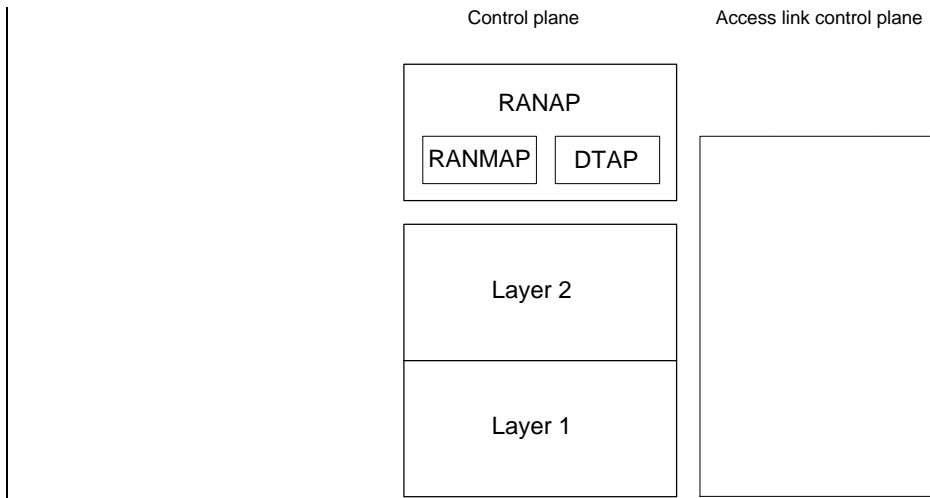 Control plane Access link control plane
RANAP
RANMAP DTAP
Layer 2
Layer 1